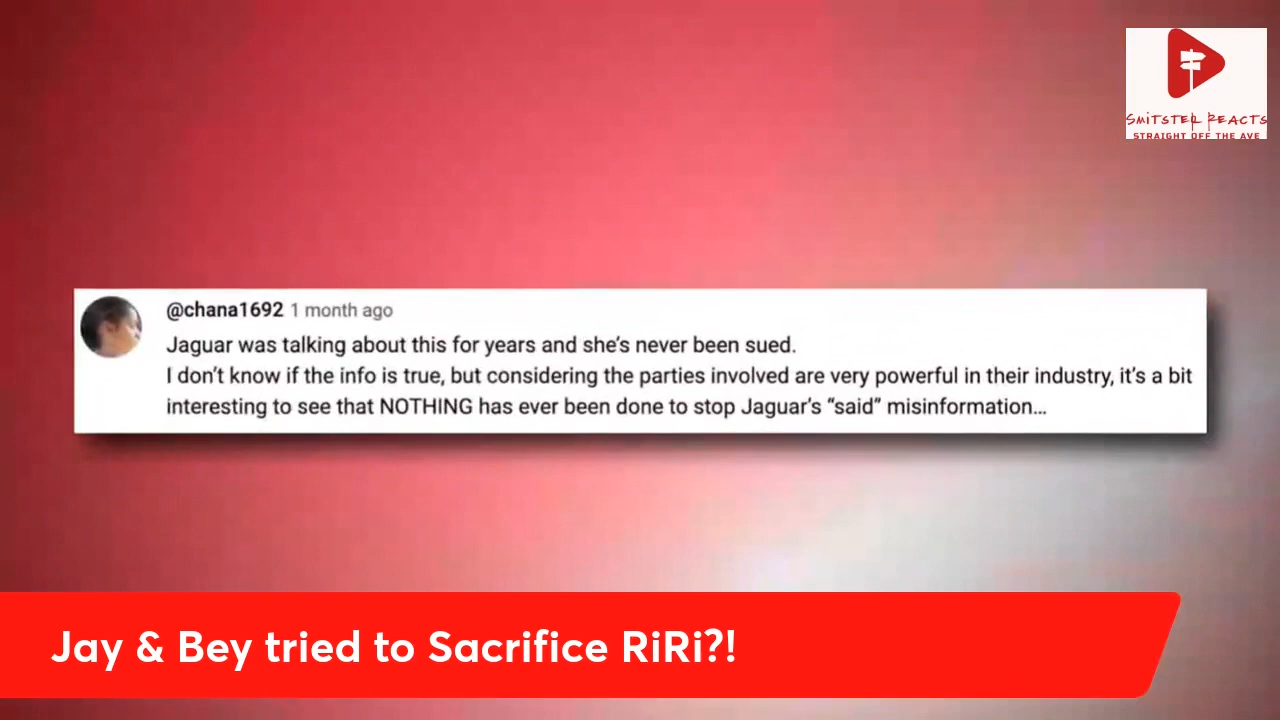 SMITSTER REACTS
STRAIGHT OFF THE AVE
@chana1692 1 month ago
Jaguar was talking about this for years and she’s never been sued.
I don’t know if the info is true, but considering the parties involved are very powerful in their industry, it’s a bit
interesting to see that NOTHING has ever been done to stop Jaguar’s “said” misinformation...
Jay & Bey tried to Sacrifice RiRi?!